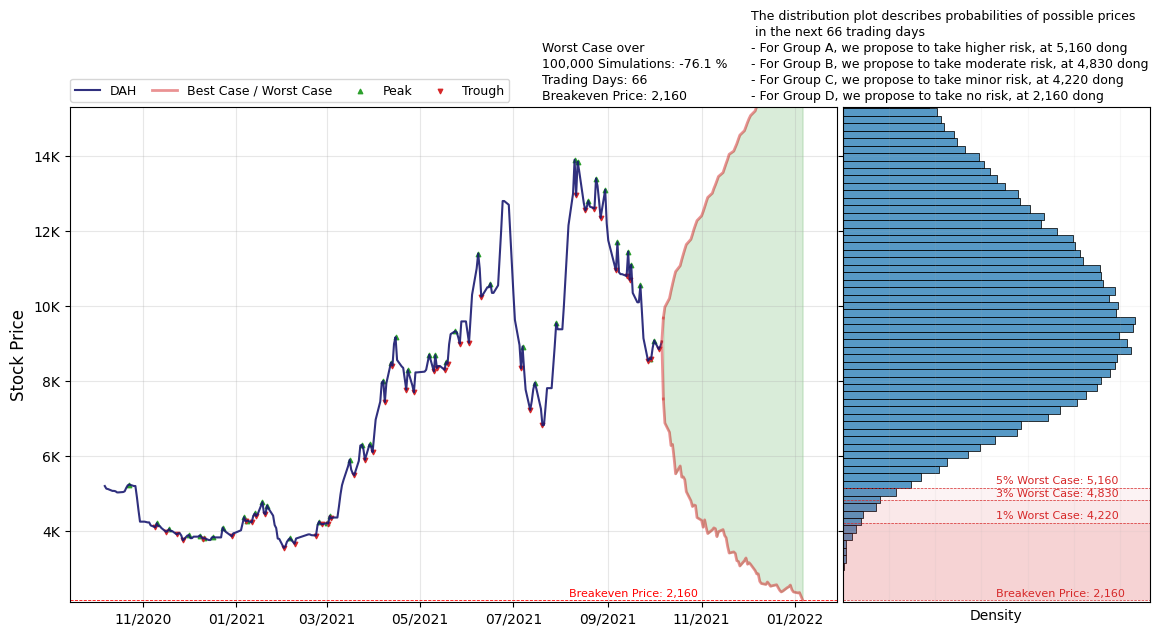 The distribution plot describes probabilities of possible prices
in the next 66 trading days
- For Group A, we propose to take higher risk, at 5,160 dong
- For Group B, we propose to take moderate risk, at 4,830 dong
- For Group C, we propose to take minor risk, at 4,220 dong
- For Group D, we propose to take no risk, at 2,160 dong
Worst Case over
100,000 Simulations: -76.1 %
Trading Days: 66
Breakeven Price: 2,160
DAH
Best Case / Worst Case
Peak
Trough
Stock Price
14K
12K
10K
8K
6K
4K
11/2020
01/2021
03/2021
05/2021
07/2021
09/2021
11/2021
01/2022
Breakeven Price: 2,160
5% Worst Case: 5,160
3% Worst Case: 4,830
1% Worst Case: 4,220
Breakeven Price: 2,160
Density